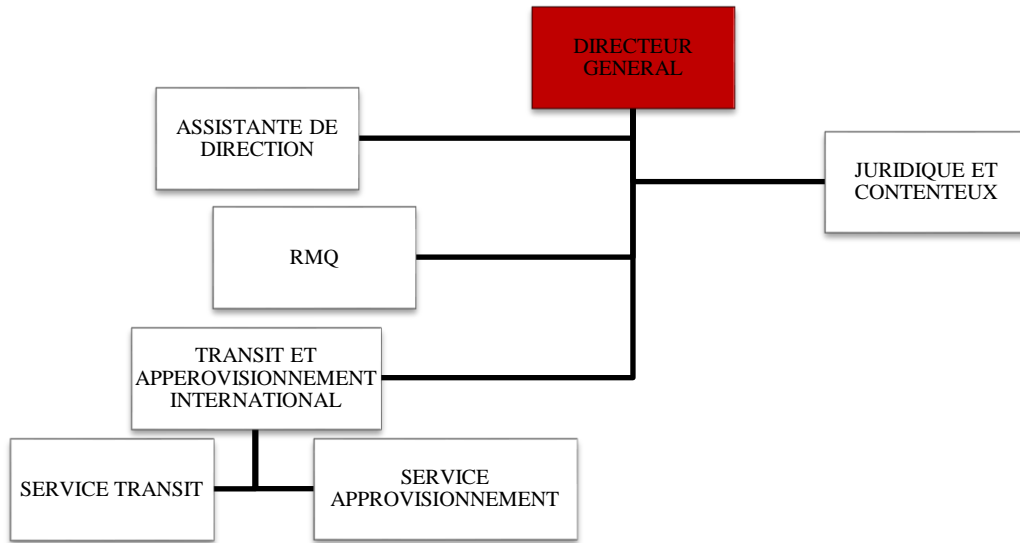 DIRECTEUR
GENERAL
ASSISTANTE DE
DIRECTION
JURIDIQUE ET
CONTENTEUX
RMQ
TRANSIT ET
APPEROVISIONNEMENT
INTERNATIONAL
SERVICE TRANSIT
SERVICE
APPROVISIONNEMENT